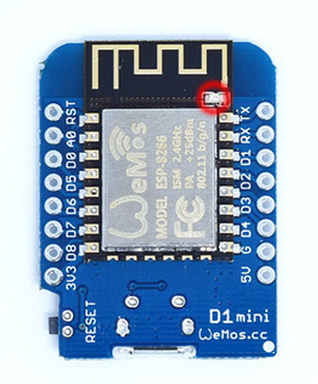 RST
A0
D0
D5
D6
D7
D8
3V3
TX
RX
D1
D2
D3
D4
G
5V
WeMos
MODEL ESP-8266
ISM 2.4GHz
PA +25dBm
802.11 b/g/n
FC
RESET
D1 mini
WeMos.cc